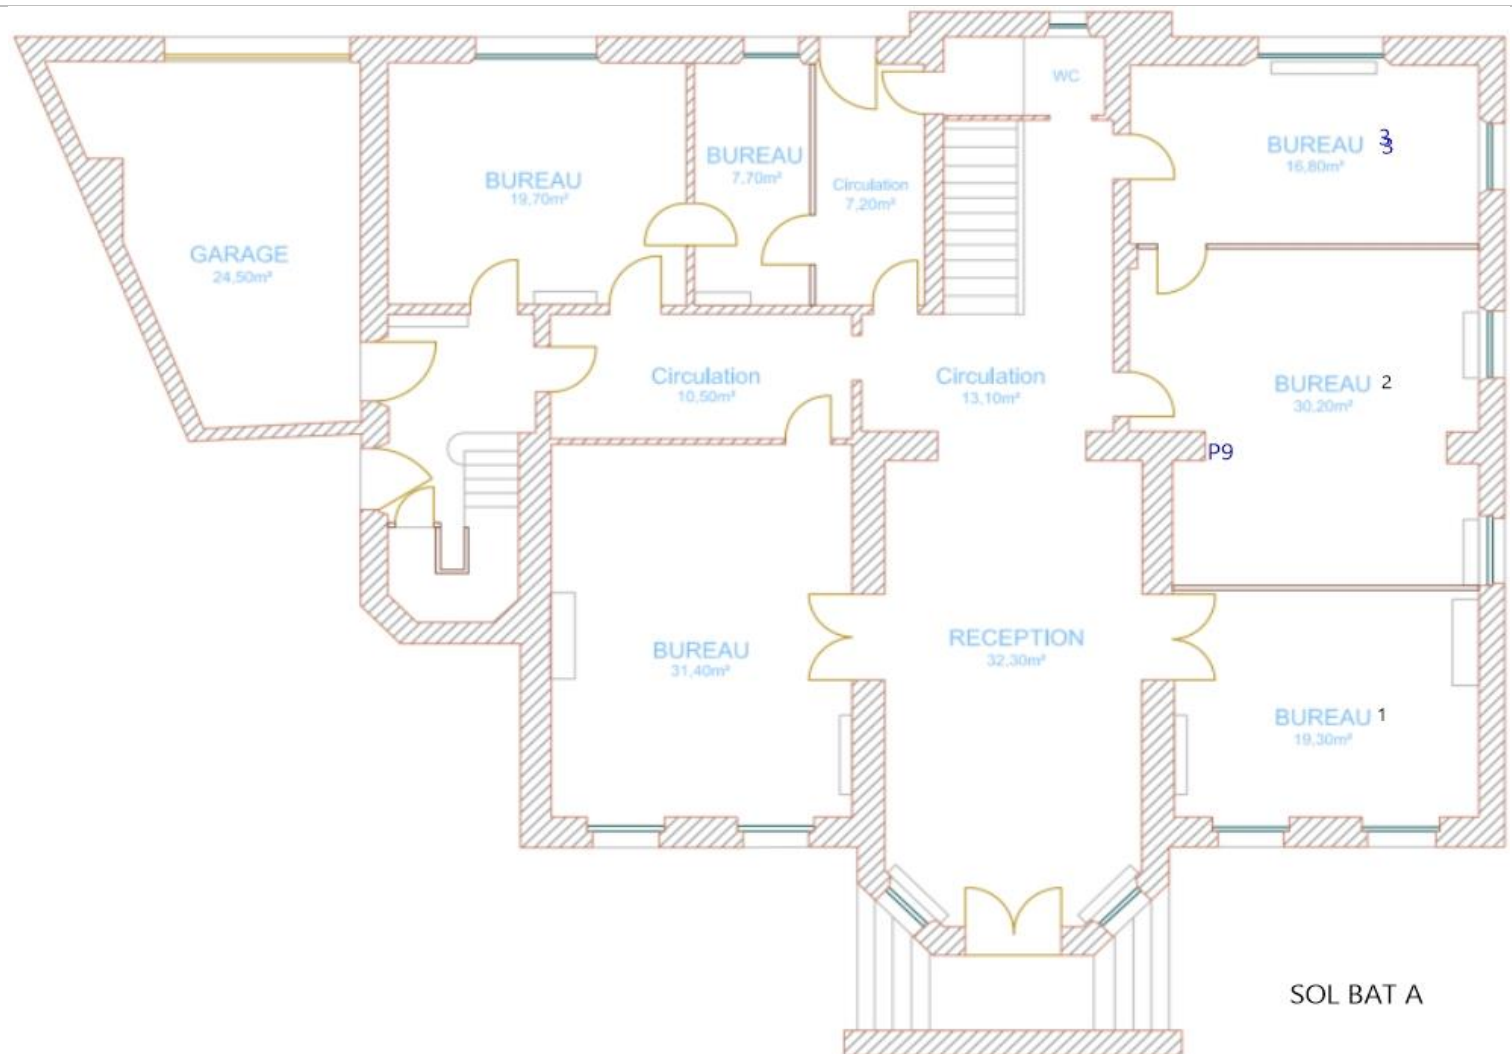 WC
BUREAU 3
3
16,80m²
BUREAU
7,70m²
BUREAU
19,70m²
Circulation
7,20m²
GARAGE
24,50m²
Circulation
10,50m²
Circulation
13,10m²
BUREAU 2
30,20m²
P9
BUREAU
31,40m²
RECEPTION
32,30m²
BUREAU 1
19,30m²
SOL BAT A